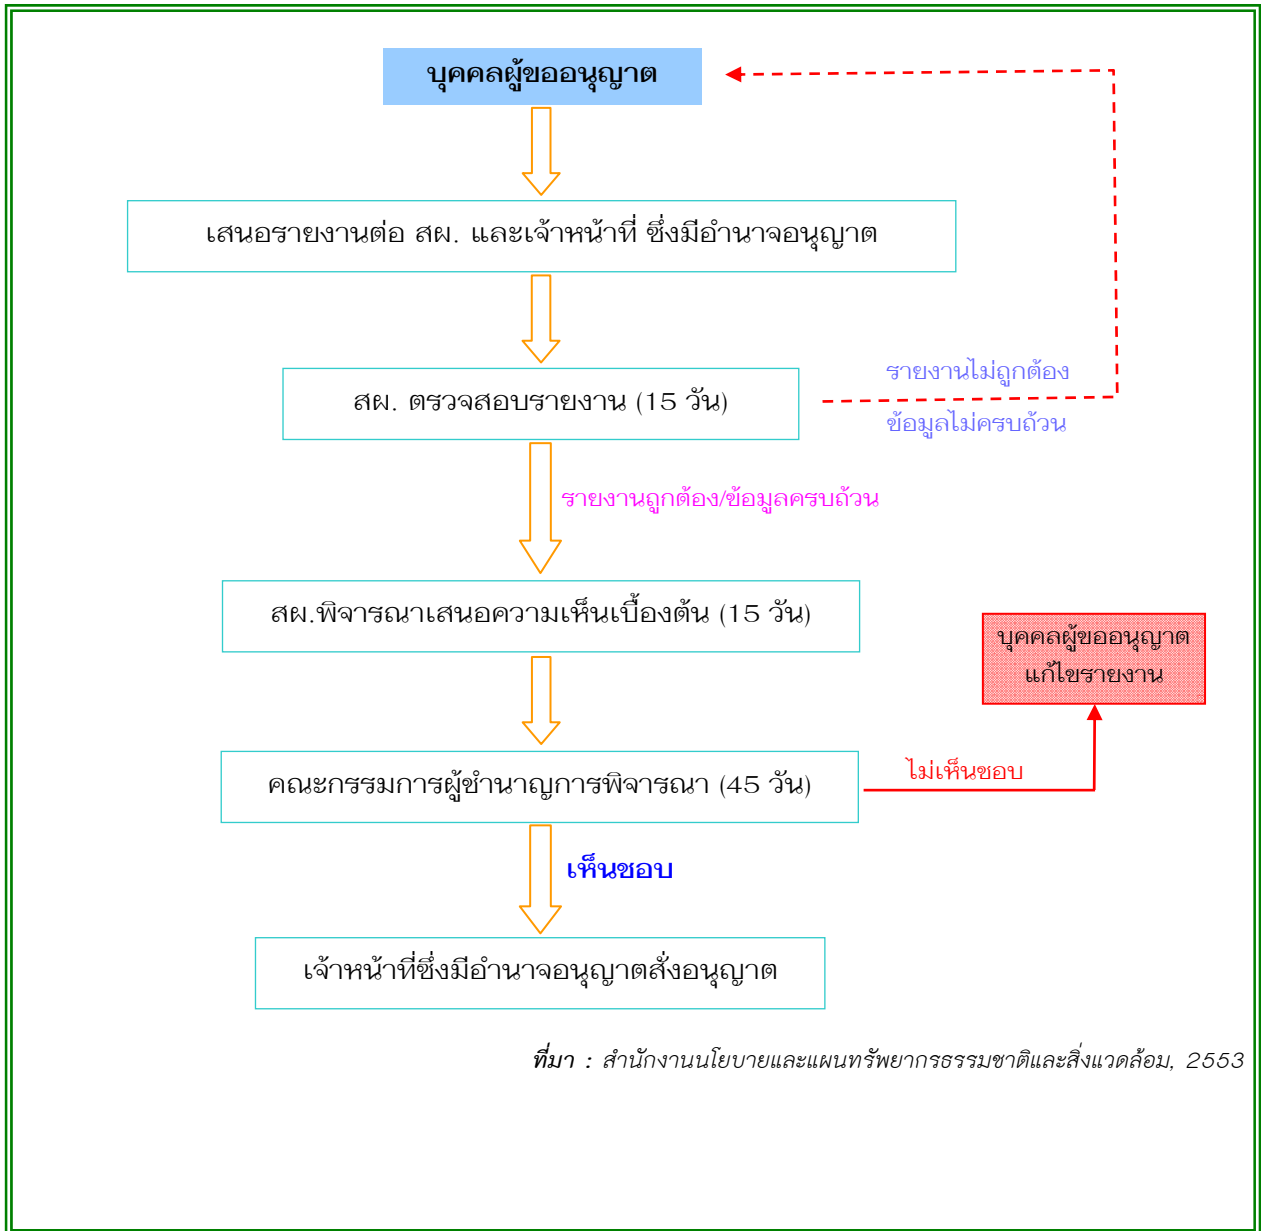 บุคคลผู้ขออนุญาต
เสนอรายงานต่อ สผ. และเจ้าหน้าที่ ซึ่งมีอำนาจอนุญาต
รายงานไม่ถูกต้อง
สผ. ตรวจสอบรายงาน (15 วัน)
ข้อมูลไม่ครบถ้วน
รายงานถูกต้อง/ข้อมูลครบถ้วน
สผ.พิจารณาเสนอความเห็นเบื้องต้น (15 วัน)
บุคคลผู้ขออนุญาต
แก้ไขรายงาน
คณะกรรมการผู้ชำนาญการพิจารณา (45 วัน)
ไม่เห็นชอบ
เห็นชอบ
เจ้าหน้าที่ซึ่งมีอำนาจอนุญาตสั่งอนุญาต
ที่มา : สำนักงานนโยบายและแผนทรัพยากรธรรมชาติและสิ่งแวดล้อม, 2553